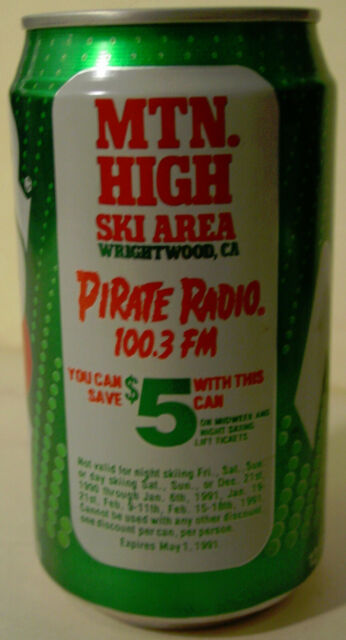 MTN.
HIGH
SKI AREA
WRIGHTWOOD, CA
PIRATE RADIO.
100.3 FM
YOU CAN
SAVE
$5
WITH THIS
CAN
ON MIDWEEK AND
NIGHT SKIING
LIFT TICKETS
Not valid for night skiing Fri., Sat., Sun.
or day skiing Sat., Sun., or Dec. 21st,
1990 through Jan. 6th, 1991, Jan. 19-
21st, Feb. 9-11th, Feb. 15-18th, 1991.
Cannot be used with any other discount,
one discount per can, per person.
Expires May 1, 1991.
®